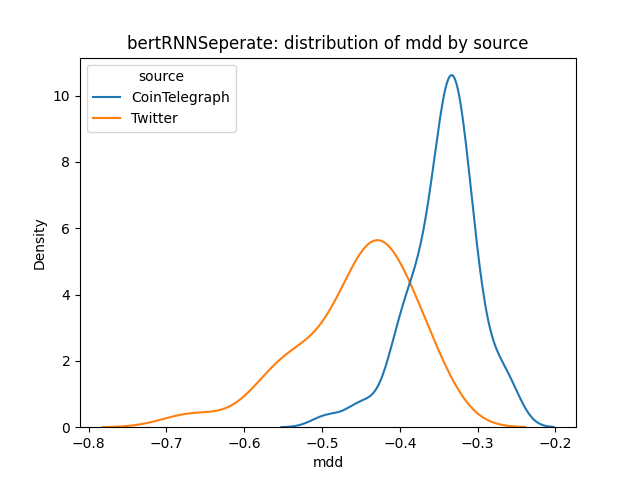 bertRNNSeperate: distribution of mdd by source
source
CoinTelegraph
Twitter
Density
10
8
6
4
2
0
−0.8 −0.7 −0.6 −0.5 −0.4 −0.3 −0.2
mdd